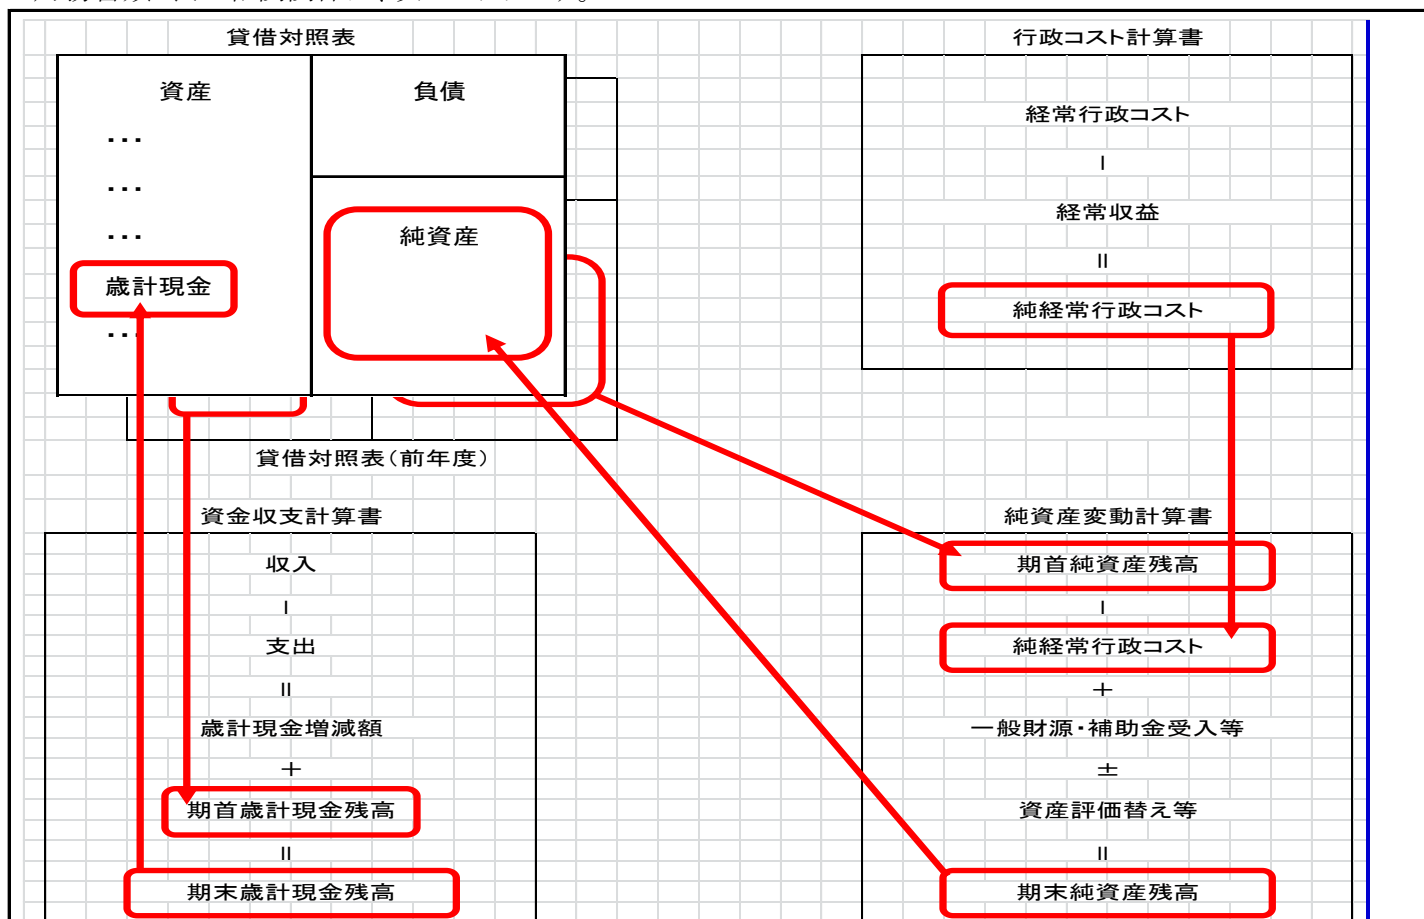 貸借対照表
資産
負債
・・・
・・・
・・・
純資産
歳計現金
・・・
貸借対照表(前年度)
行政コスト計算書
経常行政コスト
−
経常収益
=
純経常行政コスト
資金収支計算書
収入
−
支出
=
歳計現金増減額
+
期首歳計現金残高
=
期末歳計現金残高
純資産変動計算書
期首純資産残高
−
純経常行政コスト
+
一般財源・補助金受入等
±
資産評価替え等
=
期末純資産残高